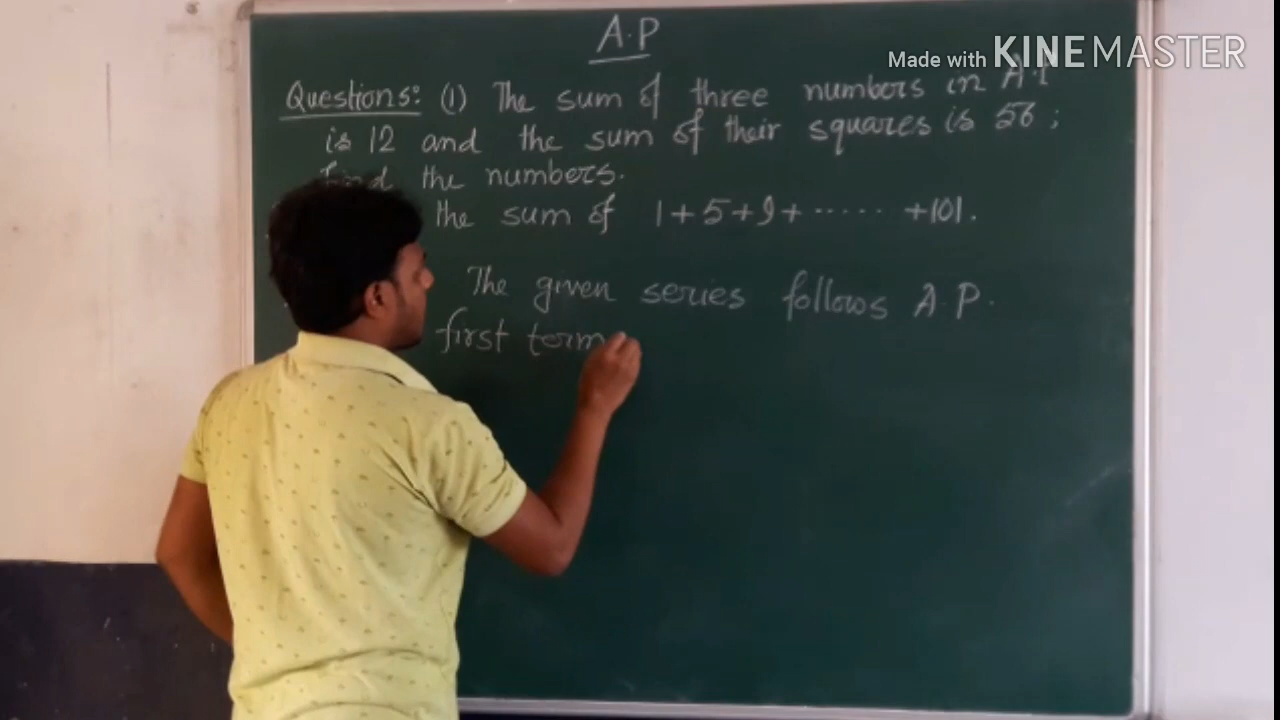 A.P
Made with KINEMASTER
Questions: (1) The sum of three numbers in A.P
is 12 and the sum of their squares is 56;
find the numbers.
the sum of 1+5+9+ ...... +101.
The given series follows A.P.
first term